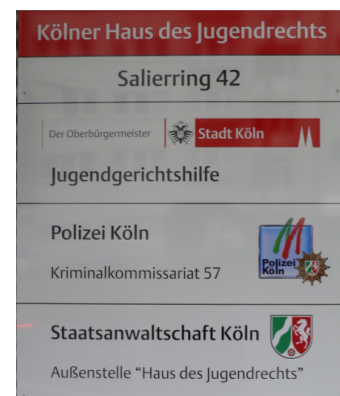 Kölner Haus des Jugendrechts
Salierring 42
Der Oberbürgermeister Stadt Köln
Jugendgerichtshilfe
Polizei Köln
Polizei
Köln
Kriminalkommissariat 57
Staatsanwaltschaft Köln
Außenstelle "Haus des Jugendrechts"